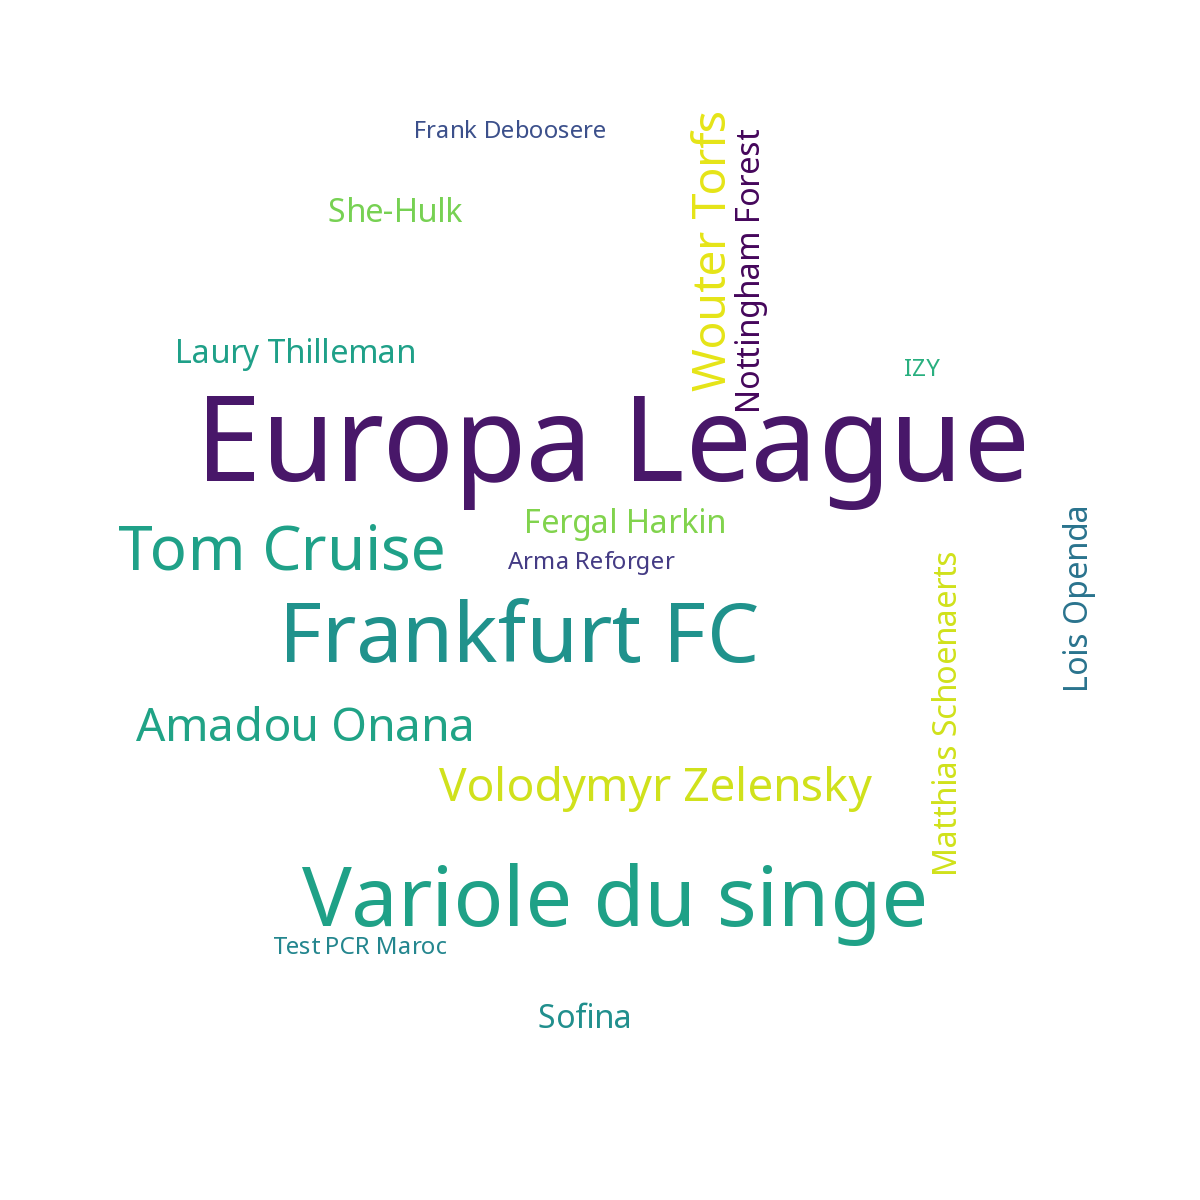 Frank Deboosere
Wouter Torfs
Nottingham Forest
She-Hulk
Laury Thilleman
IZY
Europa League
Fergal Harkin
Tom Cruise
Arma Reforger
Lois Openda
Frankfurt FC
Matthias Schoenaerts
Amadou Onana
Volodymyr Zelensky
Variole du singe
Test PCR Maroc
Sofina